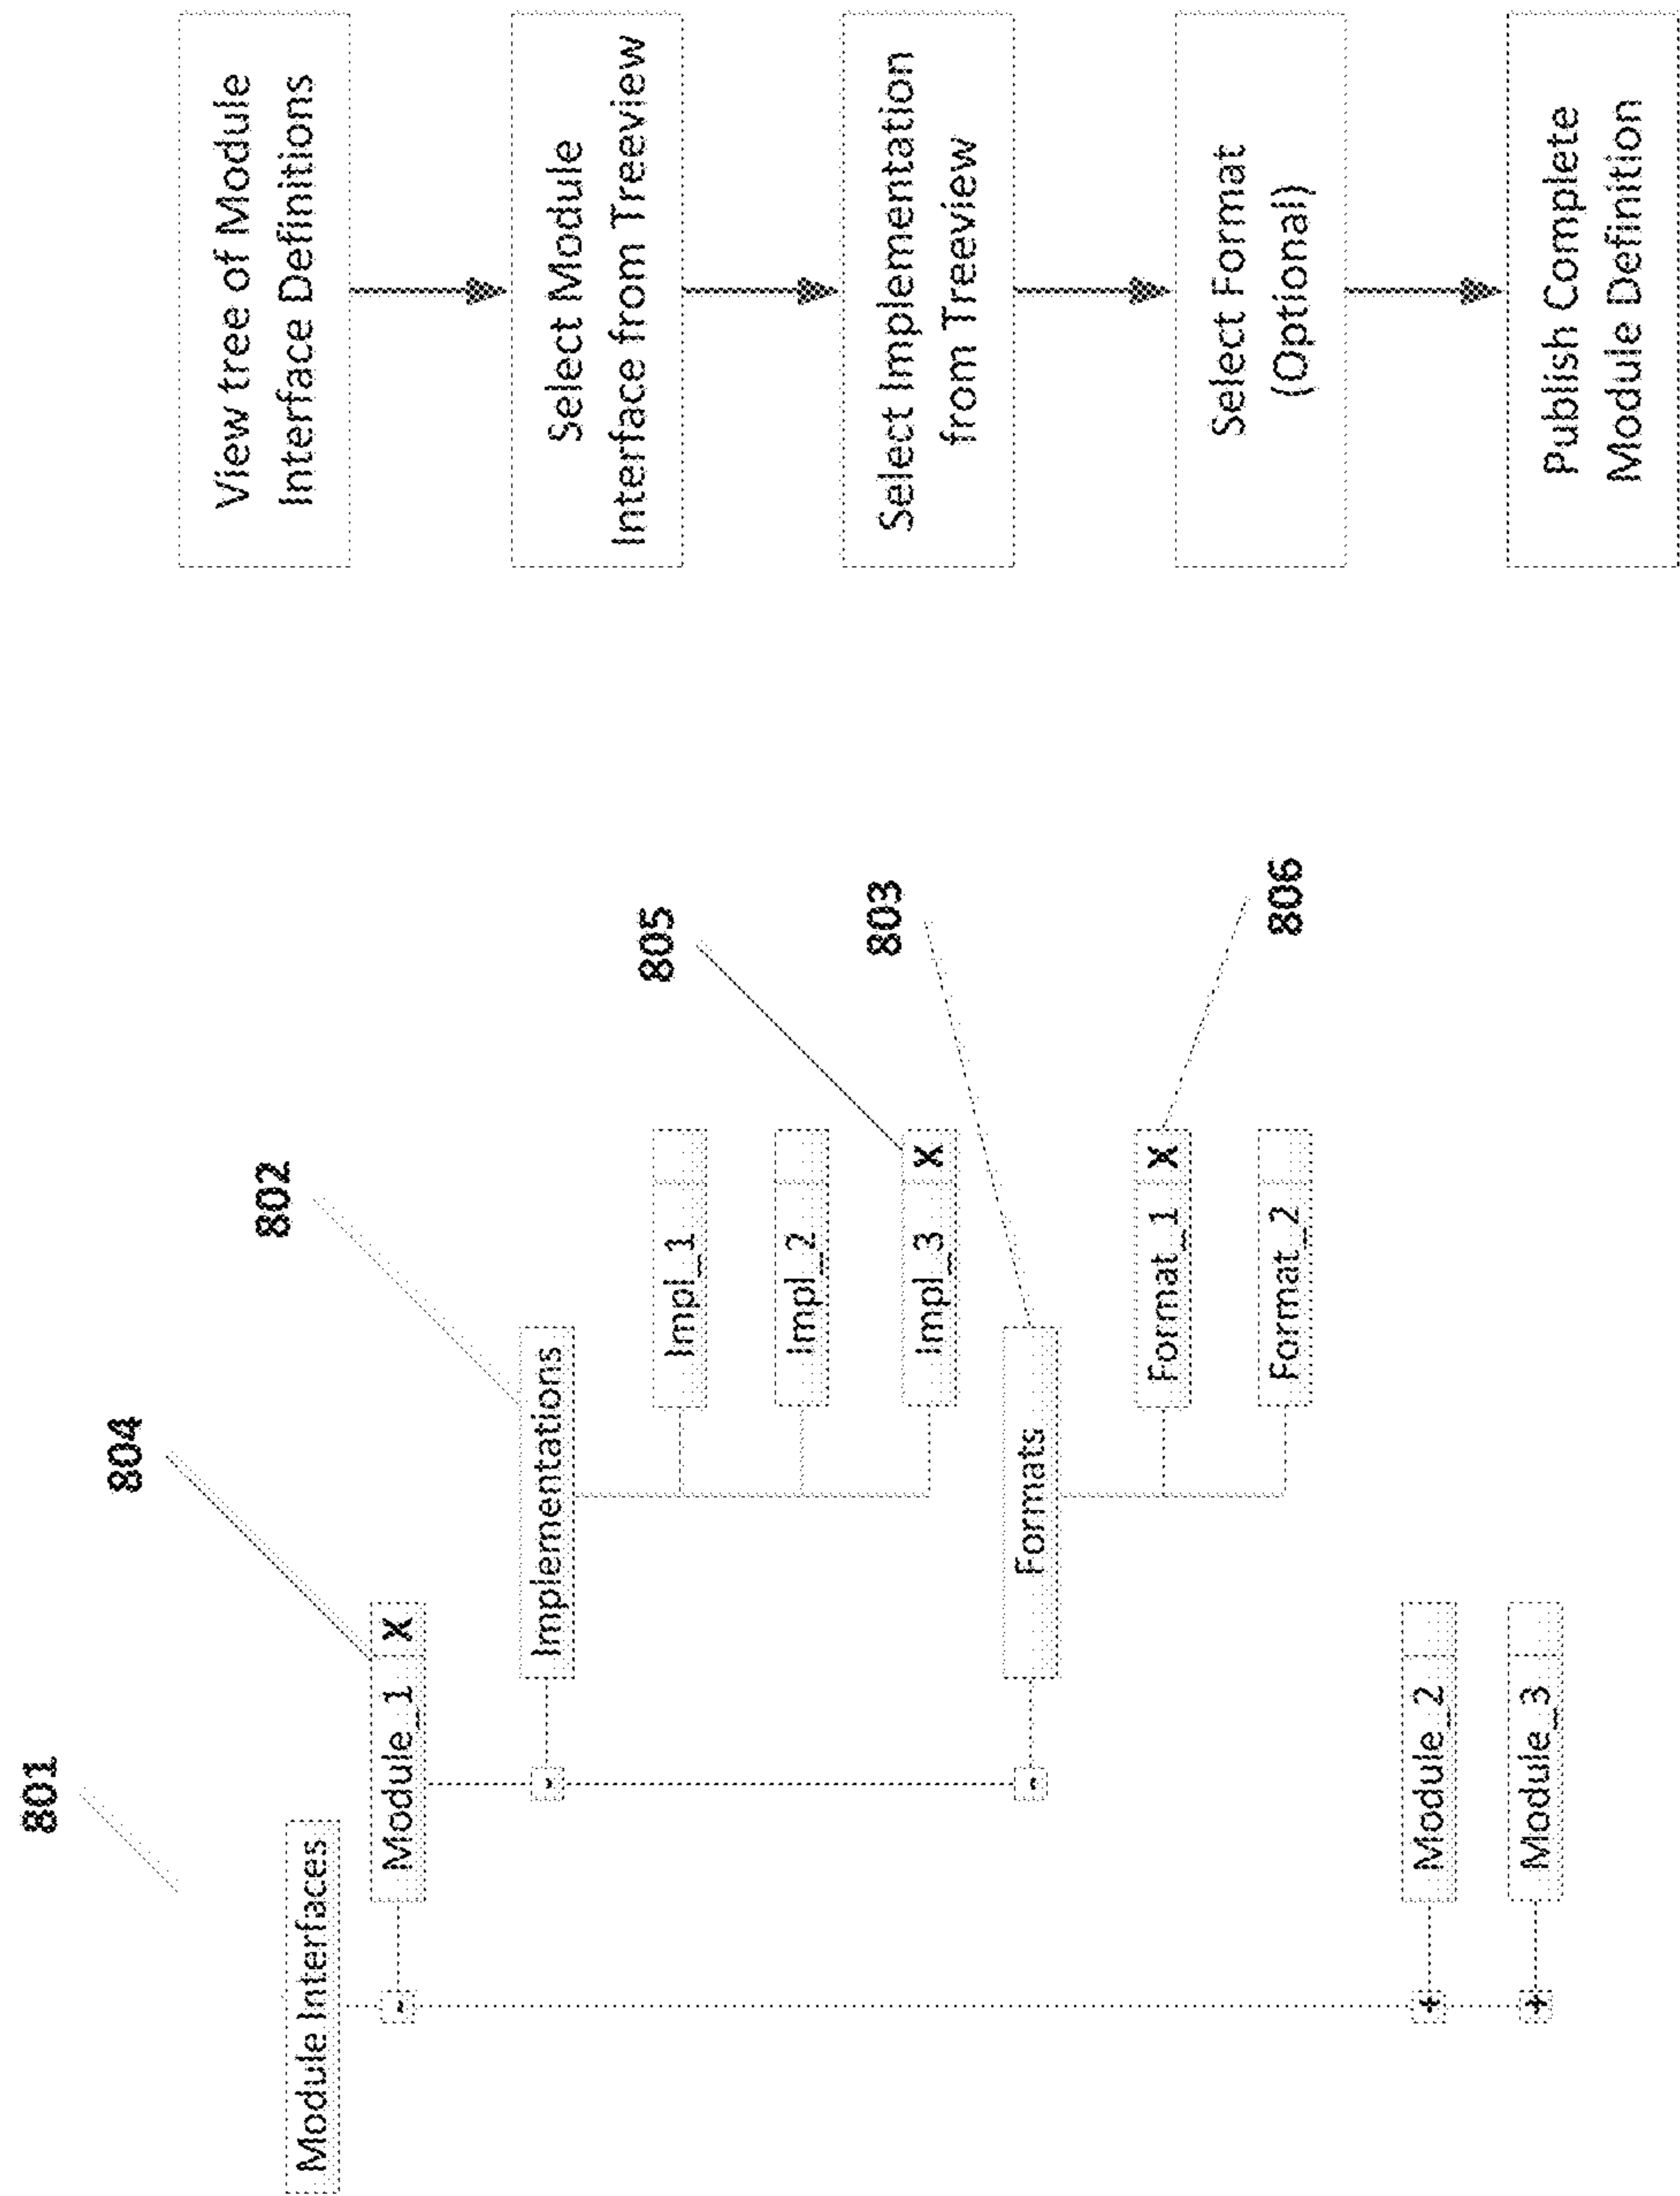 801
Module Interfaces
-
804
Module_1 X
-
802
Implementations
Impl_1
Impl_2
805
Impl_3 X
803
-
Formats
806
Format_1 X
Format_2
+
Module_2
+
Module_3
View tree of Module
Interface Definitions
Select Module
Interface from Treeview
Select Implementation
from Treeview
Select Format
(Optional)
Publish Complete
Module Definition